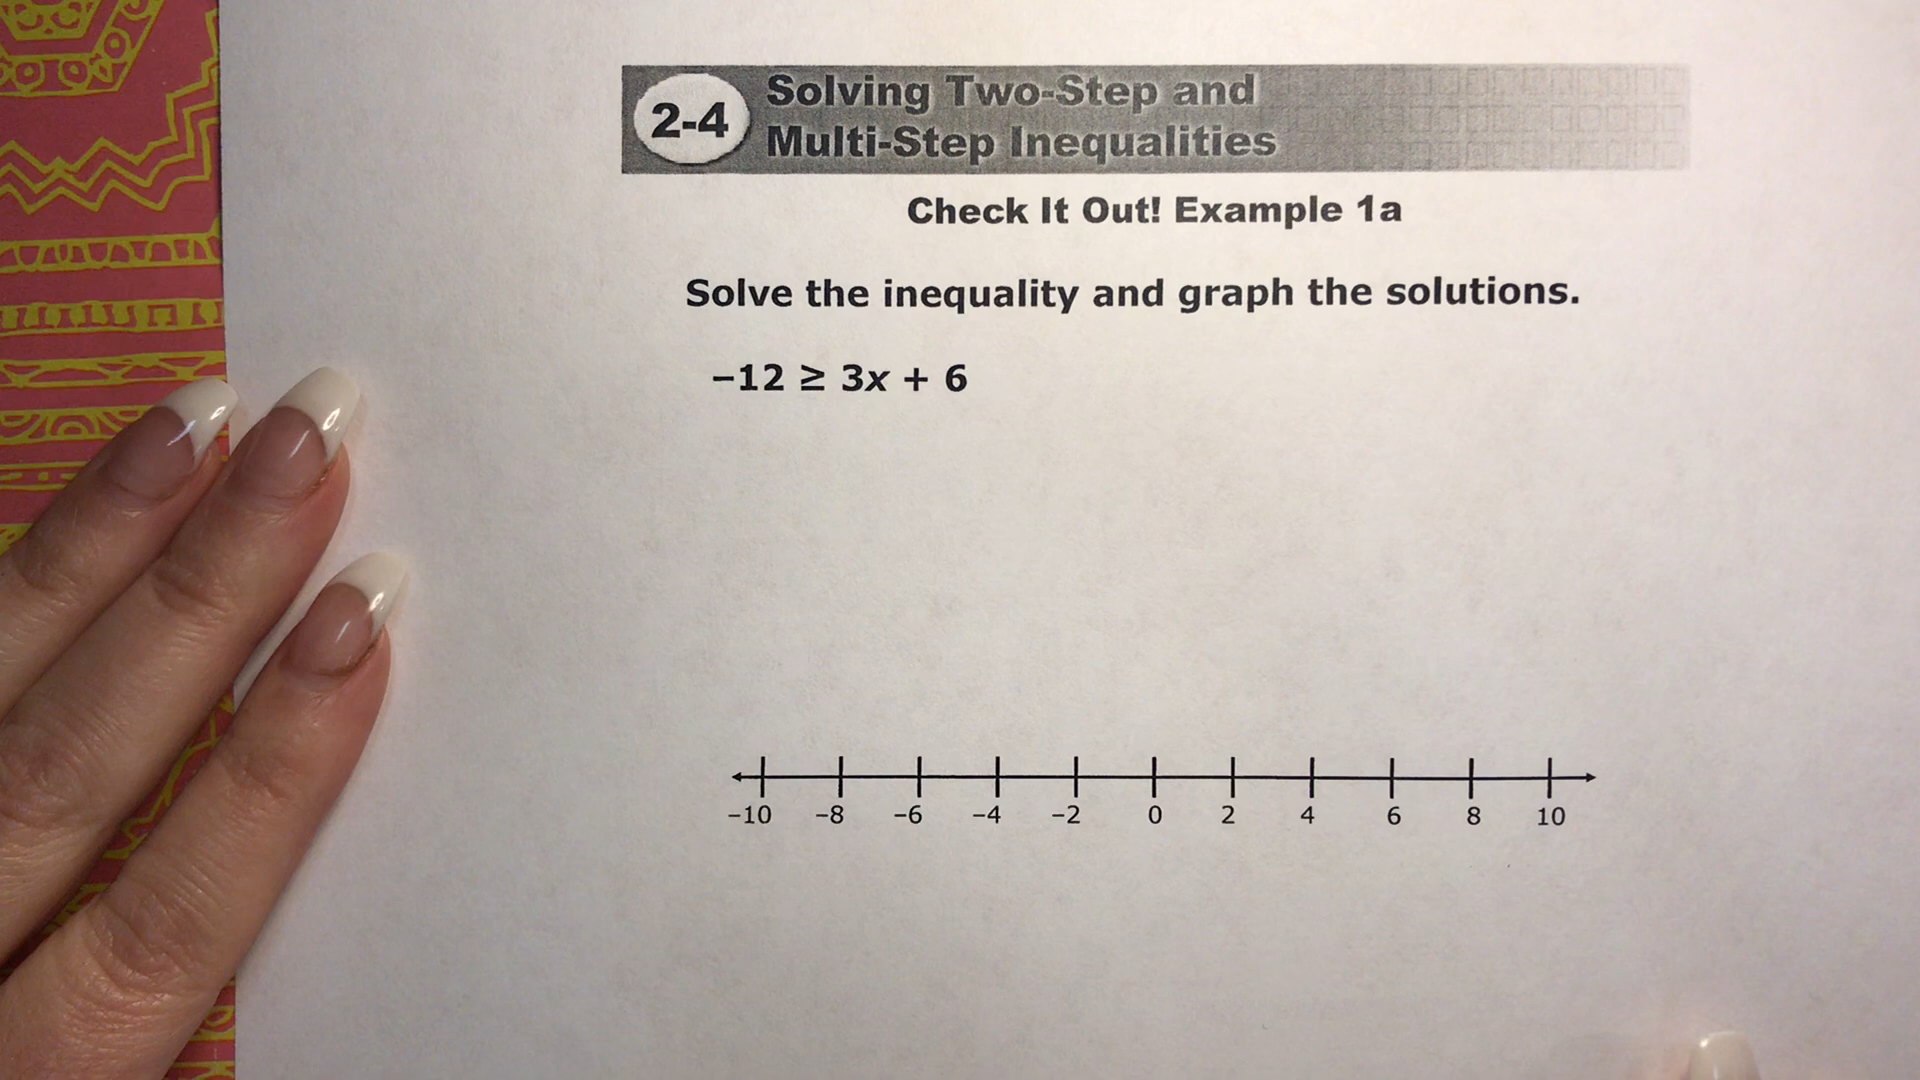 2-4
Solving Two-Step and
Multi-Step Inequalities
Check It Out! Example 1a
Solve the inequality and graph the solutions.
–12 ≥ 3x + 6
–10 –8 –6 –4 –2 0 2 4 6 8 10